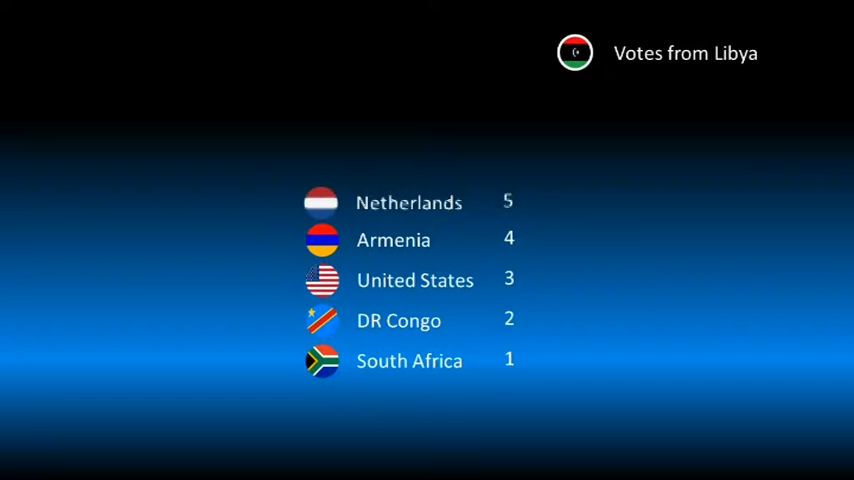 Votes from Libya
Netherlands 5
Armenia 4
United States 3
DR Congo 2
South Africa 1